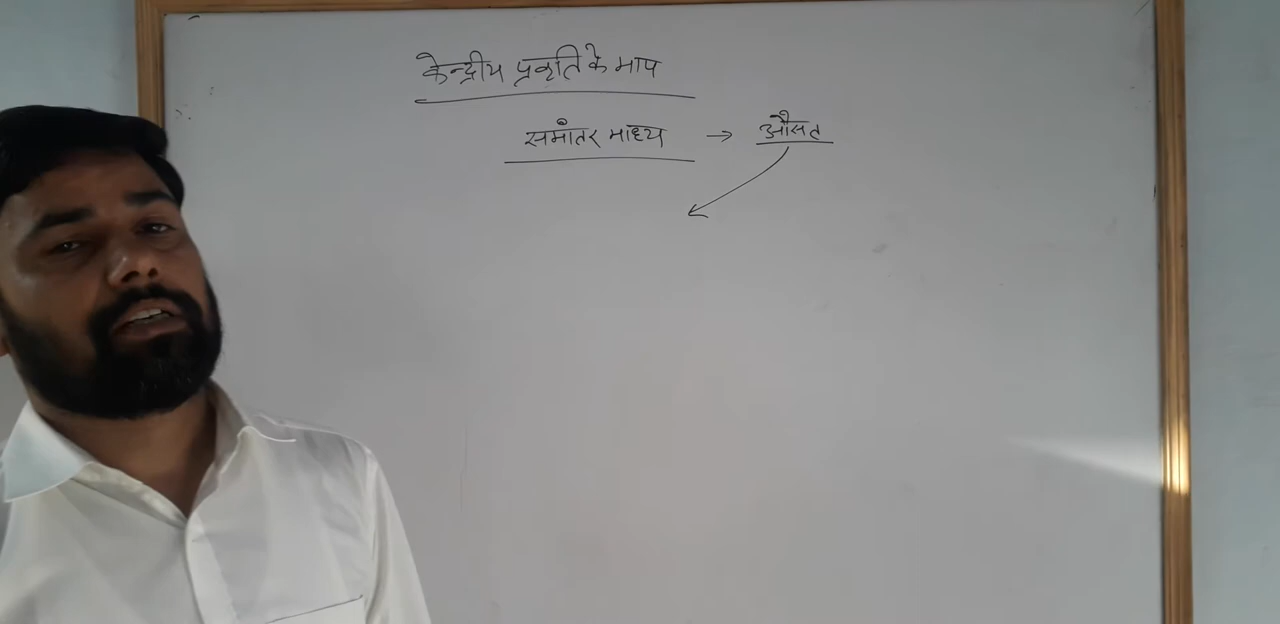 केन्द्रीय प्रवृति के माप
समांतर माध्य → औसत